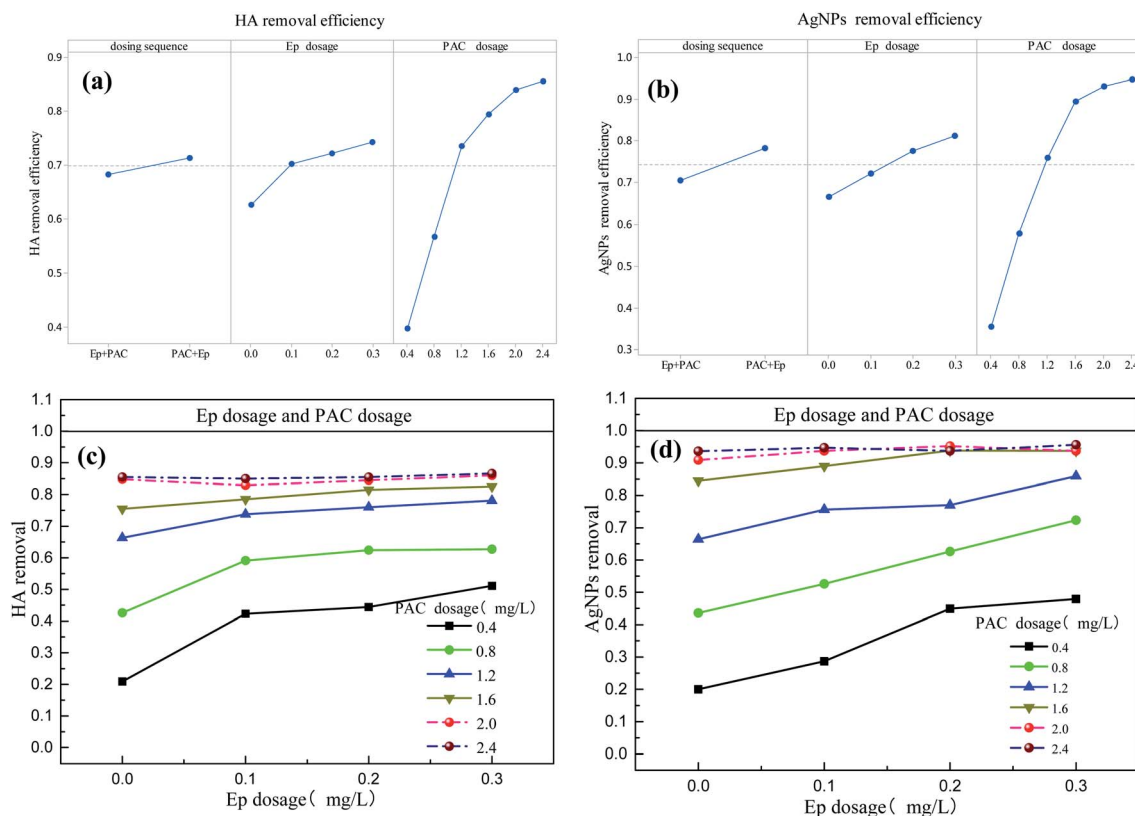 HA removal efficiency
dosing sequence Ep dosage PAC dosage
(a)
HA removal efficiency
0.9
0.8
0.7
0.6
0.5
0.4
Ep+PAC PAC+Ep 0.0 0.1 0.2 0.3 0.4 0.8 1.2 1.6 2.0 2.4
AgNPs removal efficiency
dosing sequence Ep dosage PAC dosage
(b)
AgNPs removal efficiency
1.0
0.9
0.8
0.7
0.6
0.5
0.4
0.3
Ep+PAC PAC+Ep 0.0 0.1 0.2 0.3 0.4 0.8 1.2 1.6 2.0 2.4
Ep dosage and PAC dosage
(c)
HA removal
1.1
1.0
0.9
0.8
0.7
0.6
0.5
0.4
0.3
0.2
0.1
0.0
PAC dosage( mg/L)
0.4
0.8
1.2
1.6
2.0
2.4
0.0 0.1 0.2 0.3
Ep dosage( mg/L)
Ep dosage and PAC dosage
(d)
AgNPs removal
1.1
1.0
0.9
0.8
0.7
0.6
0.5
0.4
0.3
0.2
0.1
0.0
PAC dosage( mg/L)
0.4
0.8
1.2
1.6
2.0
2.4
0.0 0.1 0.2 0.3
Ep dosage( mg/L)